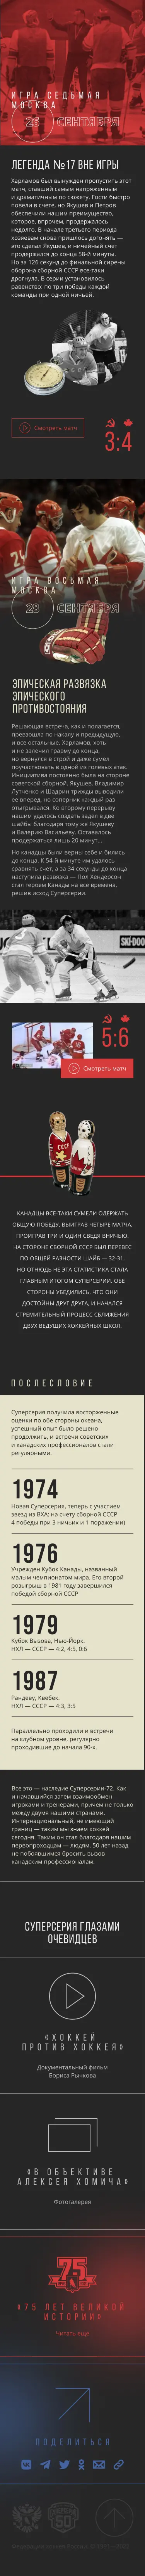 ИГРА СЕДЬМАЯ
МОСКВА
26 СЕНТЯБРЯ
ЛЕГЕНДА №17 ВНЕ ИГРЫ
Харламов был вынужден пропустить этот
матч, ставший самым напряженным
и драматичным по сюжету. Гости быстро
повели в счете, но Якушев и Петров
обеспечили нашим преимущество,
которое, впрочем, продержалось
недолго. В начале третьего периода
хозяевам снова пришлось догонять —
это сделал Якушев, и ничейный счет
продержался до конца 58-й минуты.
Но за 126 секунд до финальной сирены
оборона сборной СССР все-таки
дрогнула. В серии установилось
равенство: по три победы каждой
команды при одной ничьей.
Смотреть матч
3:4
ИГРА ВОСЬМАЯ
МОСКВА
28 СЕНТЯБРЯ
ЭПИЧЕСКАЯ РАЗВЯЗКА
ЭПИЧЕСКОГО
ПРОТИВОСТОЯНИЯ
Решающая встреча, как и полагается,
превзошла по накалу и предыдущую,
и все остальные. Харламов, хоть
и не залечил травму до конца,
но вернулся в строй и даже сумел
поучаствовать в одной из голевых атак.
Инициатива постоянно была на стороне
советской сборной. Якушев, Владимир
Лутченко и Шадрин трижды выводили
ее вперед, но соперник каждый раз
отыгрывался. Ко второму перерыву
нашим удалось создать задел в две
шайбы благодаря тому же Якушеву
и Валерию Васильеву. Оставалось
продержаться лишь 20 минут...
Но канадцы были верны себе и бились
до конца. К 54-й минуте им удалось
сравнять счет, а за 34 секунды до конца
наступила развязка — Пол Хендерсон
стал героем Канады на все времена,
решив исход Суперсерии.
SKI-DOO
5:6
Смотреть матч
СССР
КАНАДЦЫ ВСЕ-ТАКИ СУМЕЛИ ОДЕРЖАТЬ
ОБЩУЮ ПОБЕДУ, ВЫИГРАВ ЧЕТЫРЕ МАТЧА,
ПРОИГРАВ ТРИ И ОДИН СВЕДЯ ВНИЧЬЮ.
НА СТОРОНЕ СБОРНОЙ СССР БЫЛ ПЕРЕВЕС
ПО ОБЩЕЙ РАЗНОСТИ ШАЙБ — 32-31.
НО ОТНЮДЬ НЕ ЭТА СТАТИСТИКА СТАЛА
ГЛАВНЫМ ИТОГОМ СУПЕРСЕРИИ. ОБЕ
СТОРОНЫ УБЕДИЛИСЬ, ЧТО ОНИ
ДОСТОЙНЫ ДРУГ ДРУГА, И НАЧАЛСЯ
СТРЕМИТЕЛЬНЫЙ ПРОЦЕСС СБЛИЖЕНИЯ
ДВУХ ВЕДУЩИХ ХОККЕЙНЫХ ШКОЛ.
ПОСЛЕСЛОВИЕ
Суперсерия получила восторженные
оценки по обе стороны океана,
успешный опыт было решено
продолжить, и встречи советских
и канадских профессионалов стали
регулярными.
1974
Новая Суперсерия, теперь с участием
звезд из ВХА: на счету сборной СССР
4 победы при 3 ничьих и 1 поражении)
1976
Учрежден Кубок Канады, названный
малым чемпионатом мира. Его второй
розыгрыш в 1981 году завершился
победой сборной СССР
1979
Кубок Вызова, Нью-Йорк.
НХЛ — СССР — 4:2, 4:5, 0:6
1987
Рандеву, Квебек.
НХЛ — СССР — 4:3, 3:5
Параллельно проходили и встречи
на клубном уровне, регулярно
проходившие до начала 90-х.
Все это — наследие Суперсерии-72. Как
и начавшийся затем взаимообмен
игроками и тренерами, причем не только
между двумя нашими странами.
Интернациональный, не имеющий
границ — таким мы знаем хоккей
сегодня. Таким он стал благодаря нашим
первопроходцам — людям, 50 лет назад
не побоявшимся бросить вызов
канадским профессионалам.
СУПЕРСЕРИЯ ГЛАЗАМИ
ОЧЕВИДЦЕВ
«ХОККЕЙ
ПРОТИВ ХОККЕЯ»
Документальный фильм
Бориса Рычкова
«В ОБЪЕКТИВЕ
АЛЕКСЕЯ ХОМИЧА»
Фотогалерея
75
«75 ЛЕТ ВЕЛИКОЙ
ИСТОРИИ»
Читать еще
ПОДЕЛИТЬСЯ
50